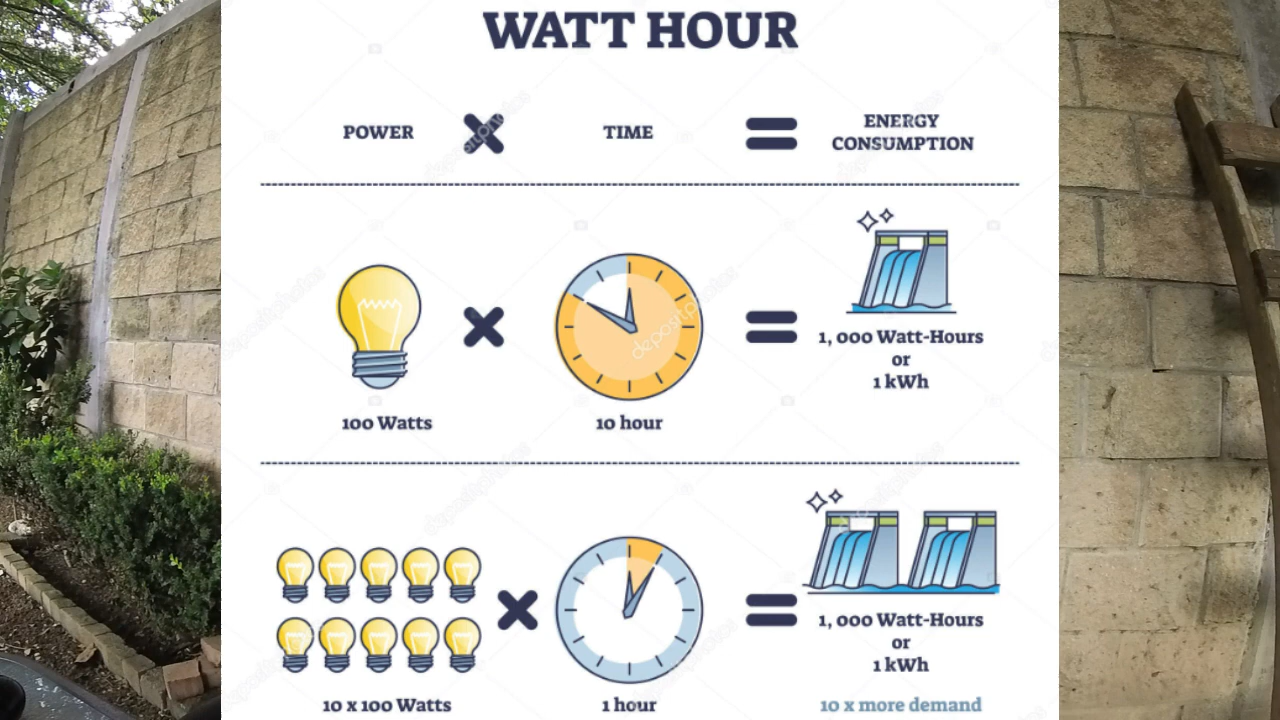 WATT HOUR
POWER
TIME
ENERGY
CONSUMPTION
100 Watts
10 hour
1, 000 Watt-Hours
or
1 kWh
10 x 100 Watts
1 hour
1, 000 Watt-Hours
or
1 kWh
10 x more demand
depositphotos